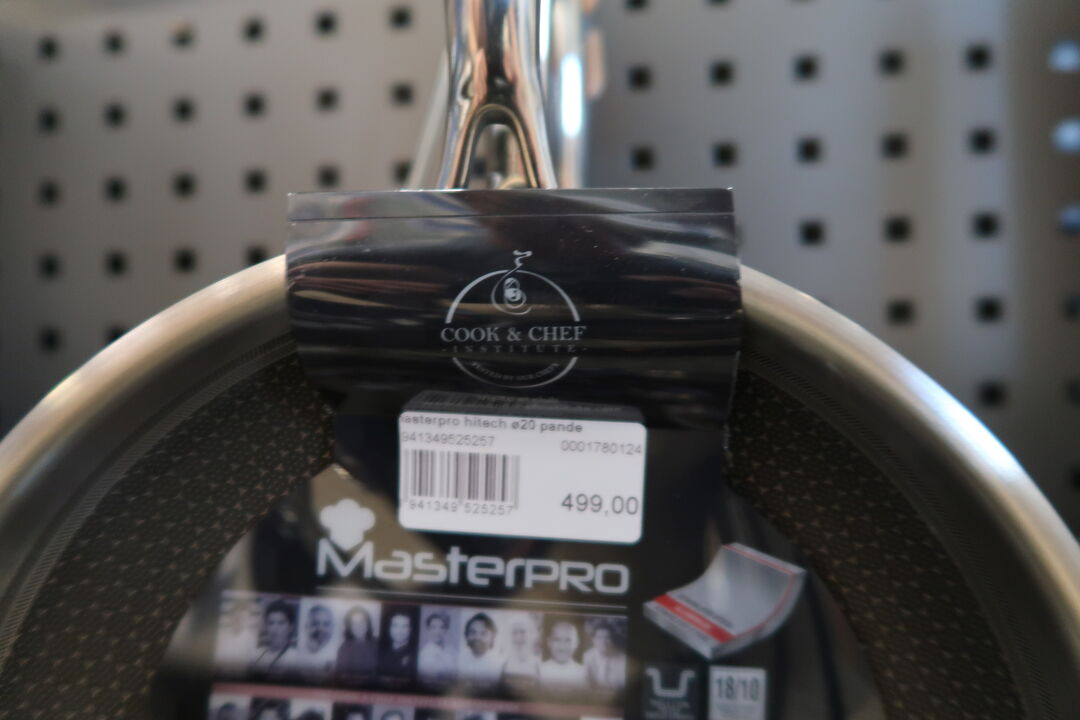 COOK & CHEF
INSTITUTE
TESTED BY OUR CHEFS
asterpro hitech ø20 pande
941349525257
0001780124
941349 525257
499,00
MasterPRO
18/10